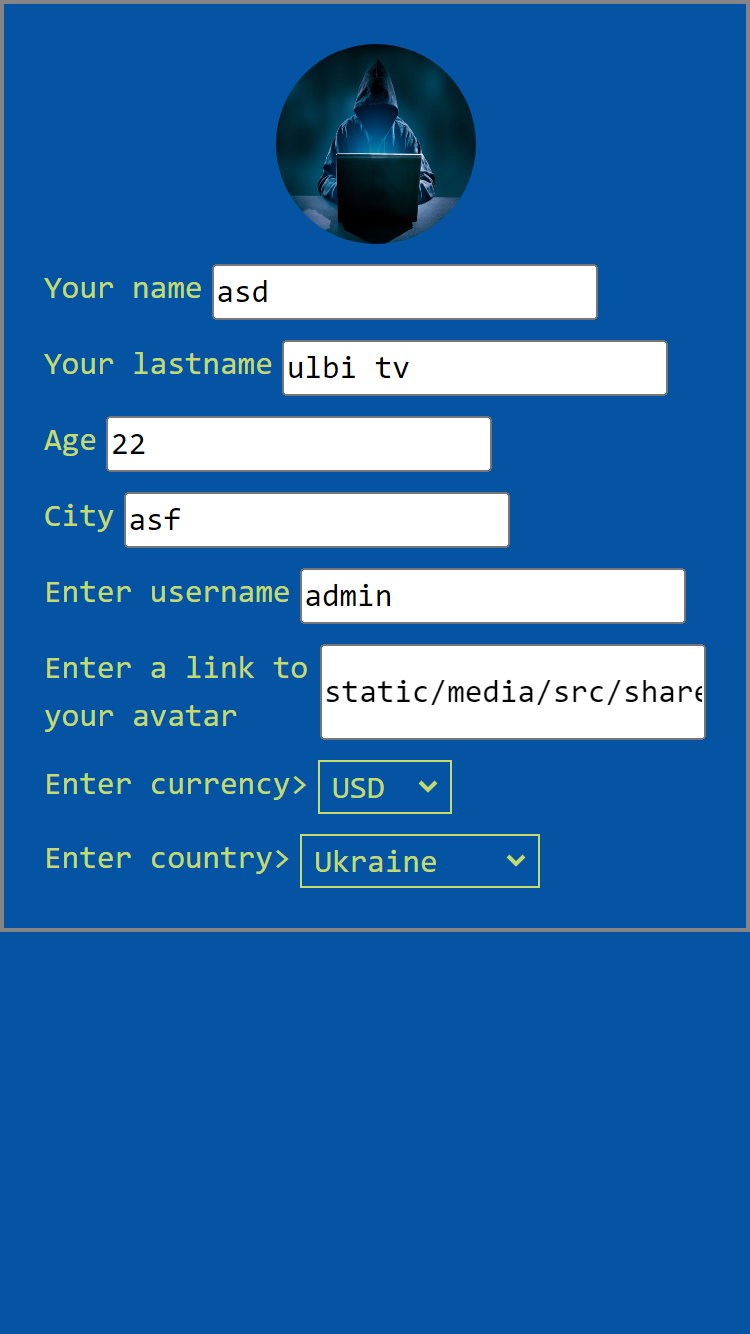 Your name asd
Your lastname ulbi tv
Age 22
City asf
Enter username admin
Enter a link to static/media/src/share
your avatar
Enter currency> USD
Enter country> Ukraine